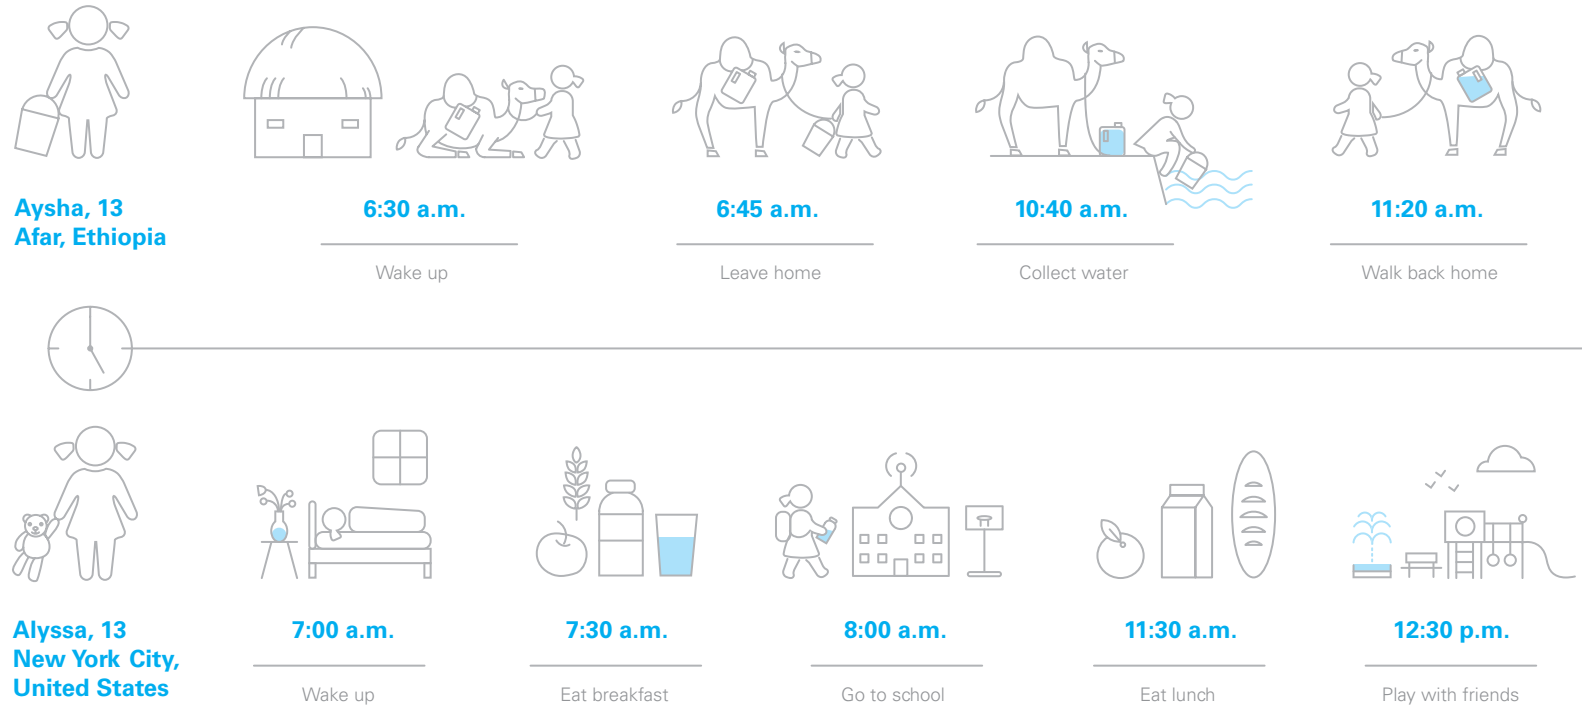 Aysha, 13
Afar, Ethiopia
6:30 a.m.
Wake up
6:45 a.m.
Leave home
10:40 a.m.
Collect water
11:20 a.m.
Walk back home
Alyssa, 13
New York City,
United States
7:00 a.m.
Wake up
7:30 a.m.
Eat breakfast
8:00 a.m.
Go to school
11:30 a.m.
Eat lunch
12:30 p.m.
Play with friends